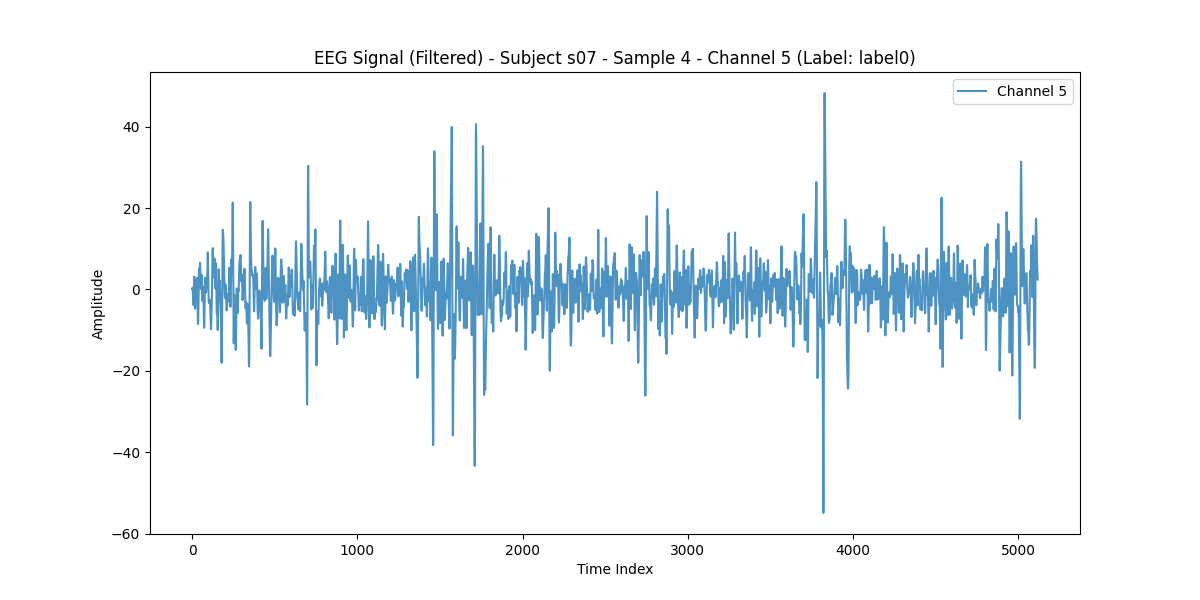 EEG Signal (Filtered) - Subject s07 - Sample 4 - Channel 5 (Label: label0)
Channel 5
40
20
0
−20
−40
−60
Amplitude
0 1000 2000 3000 4000 5000
Time Index